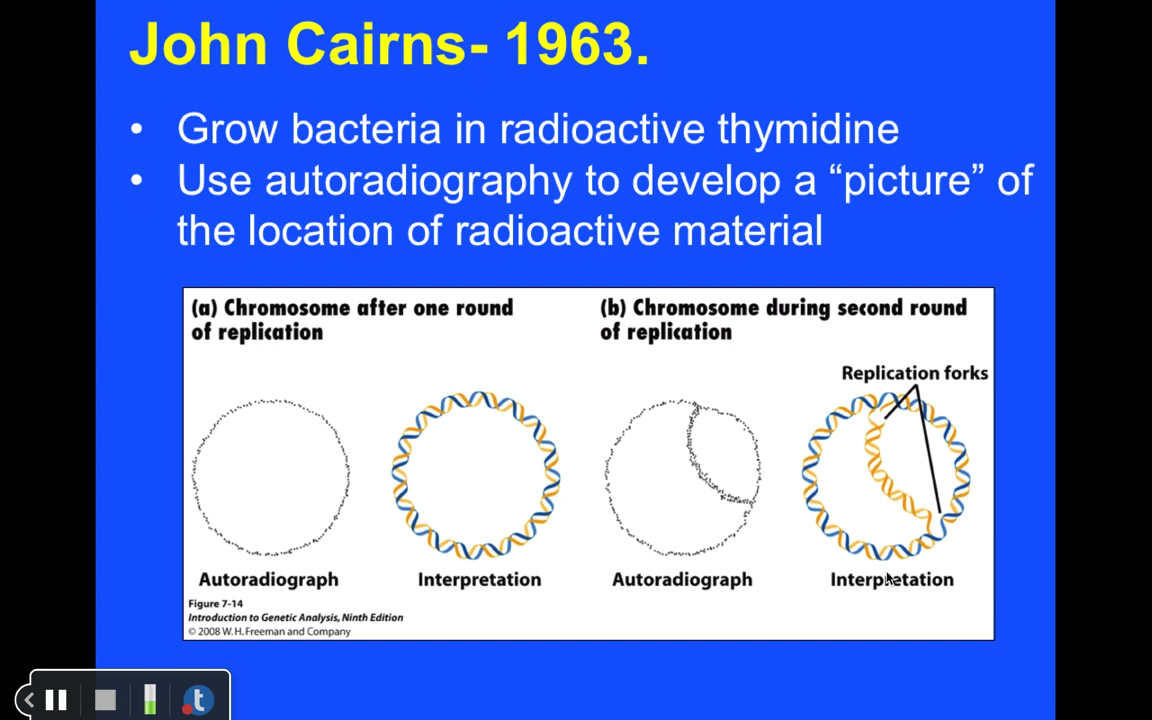 John Cairns- 1963.
• Grow bacteria in radioactive thymidine
• Use autoradiography to develop a “picture” of
the location of radioactive material
(a) Chromosome after one round
of replication
(b) Chromosome during second round
of replication
Replication forks
Autoradiograph
Interpretation
Autoradiograph
Interpretation
Figure 7-14
Introduction to Genetic Analysis, Ninth Edition
© 2008 W. H. Freeman and Company
t